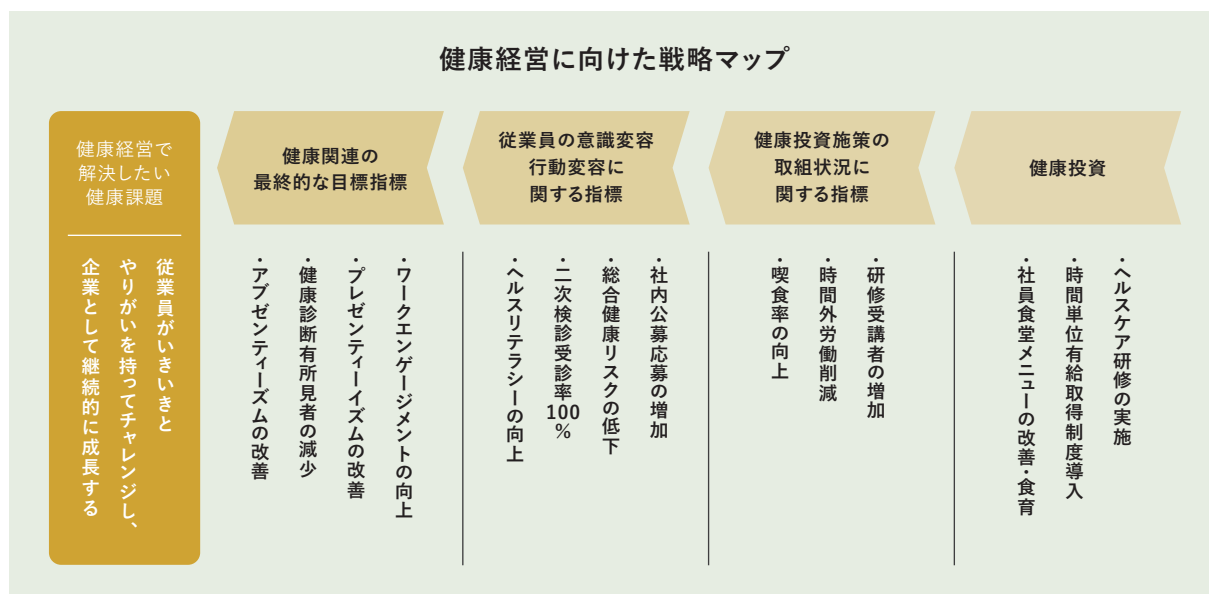 健康経営に向けた戦略マップ
健康経営で
解決したい
健康課題
従業員がいきいきと
やりがいを持ってチャレンジし、
企業として継続的に成長する
健康関連の
最終的な目標指標
・ワークエンゲージメントの向上
・プレゼンティーイズムの改善
・健康診断有所見者の減少
・アブゼンティーズムの改善
従業員の意識変容
行動変容に
関する指標
・社内公募応募の増加
・総合健康リスクの低下
・二次検診受診率100%
・ヘルスリテラシーの向上
健康投資施策の
取組状況に
関する指標
・研修受講者の増加
・時間外労働削減
・喫食率の向上
健康投資
・ヘルスケア研修の実施
・時間単位有給取得制度導入
・社員食堂メニューの改善・食育